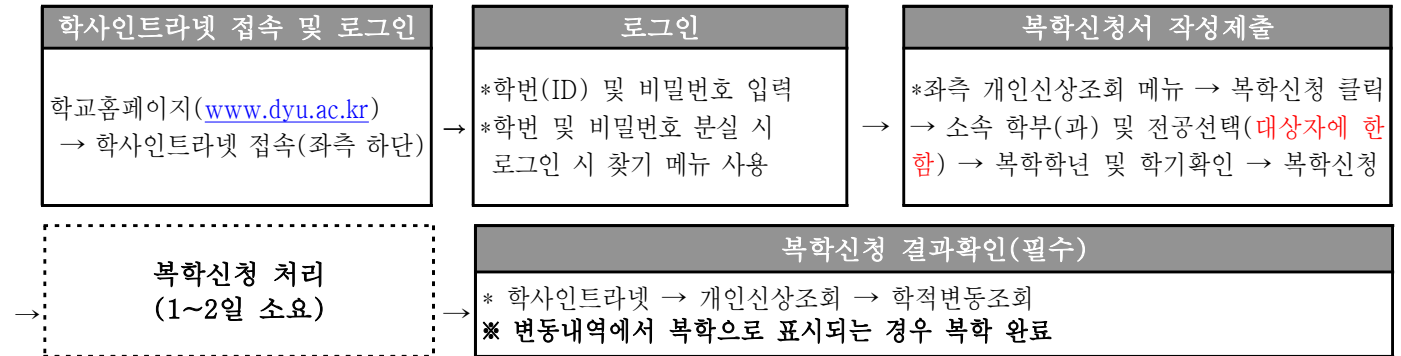 학사인트라넷 접속 및 로그인
학교홈페이지(www.dyu.ac.kr)
→ 학사인트라넷 접속(좌측 하단)
→
로그인
*학번(ID) 및 비밀번호 입력
*학번 및 비밀번호 분실 시
로그인 시 찾기 메뉴 사용
→
복학신청서 작성제출
*좌측 개인신상조회 메뉴 → 복학신청 클릭
→ 소속 학부(과) 및 전공선택(대상자에 한
함) → 복학학년 및 학기확인 → 복학신청
→
복학신청 처리
(1~2일 소요)
→
복학신청 결과확인(필수)
* 학사인트라넷 → 개인신상조회 → 학적변동조회
※ 변동내역에서 복학으로 표시되는 경우 복학 완료